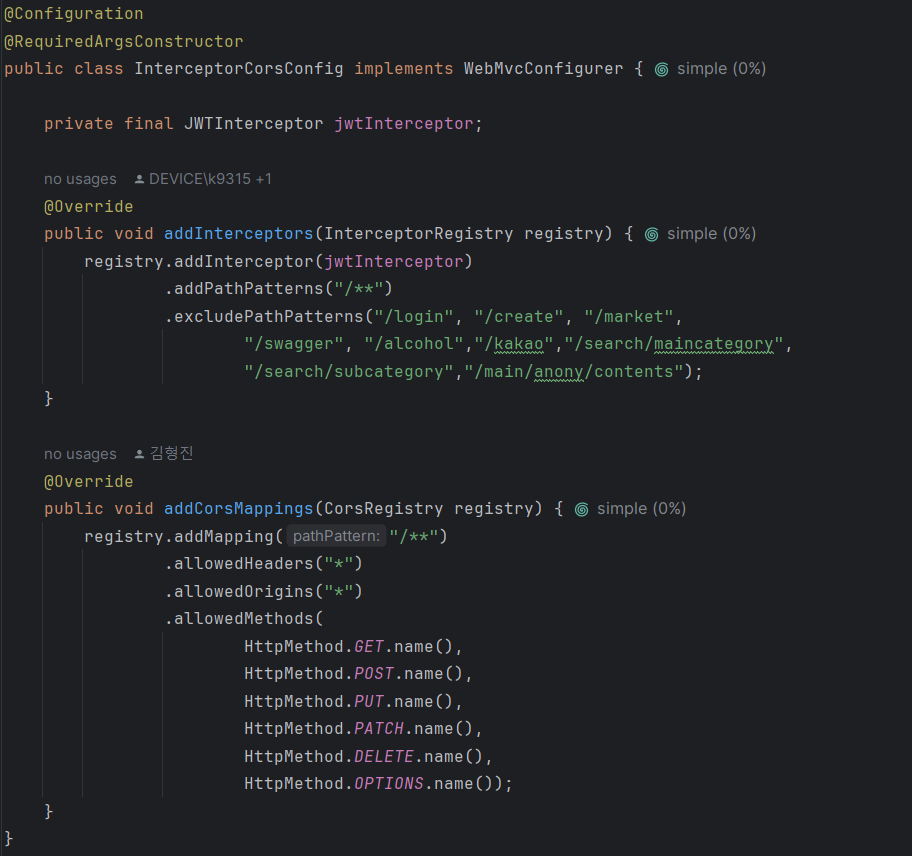 @Configuration
@RequiredArgsConstructor
public class InterceptorCorsConfig implements WebMvcConfigurer { simple (0%)
private final JWTInterceptor jwtInterceptor;
no usages DEVICE\k9315 +1
@Override
public void addInterceptors(InterceptorRegistry registry) { simple (0%)
registry.addInterceptor(jwtInterceptor)
.addPathPatterns("/**")
.excludePathPatterns("/login", "/create", "/market",
"/swagger", "/alcohol","/kakao","/search/maincategory",
"/search/subcategory","/main/anony/contents");
}
no usages 김형진
@Override
public void addCorsMappings(CorsRegistry registry) { simple (0%)
registry.addMapping( pathPattern: "/**")
.allowedHeaders("*")
.allowedOrigins("*")
.allowedMethods(
HttpMethod.GET.name(),
HttpMethod.POST.name(),
HttpMethod.PUT.name(),
HttpMethod.PATCH.name(),
HttpMethod.DELETE.name(),
HttpMethod.OPTIONS.name());
}
}